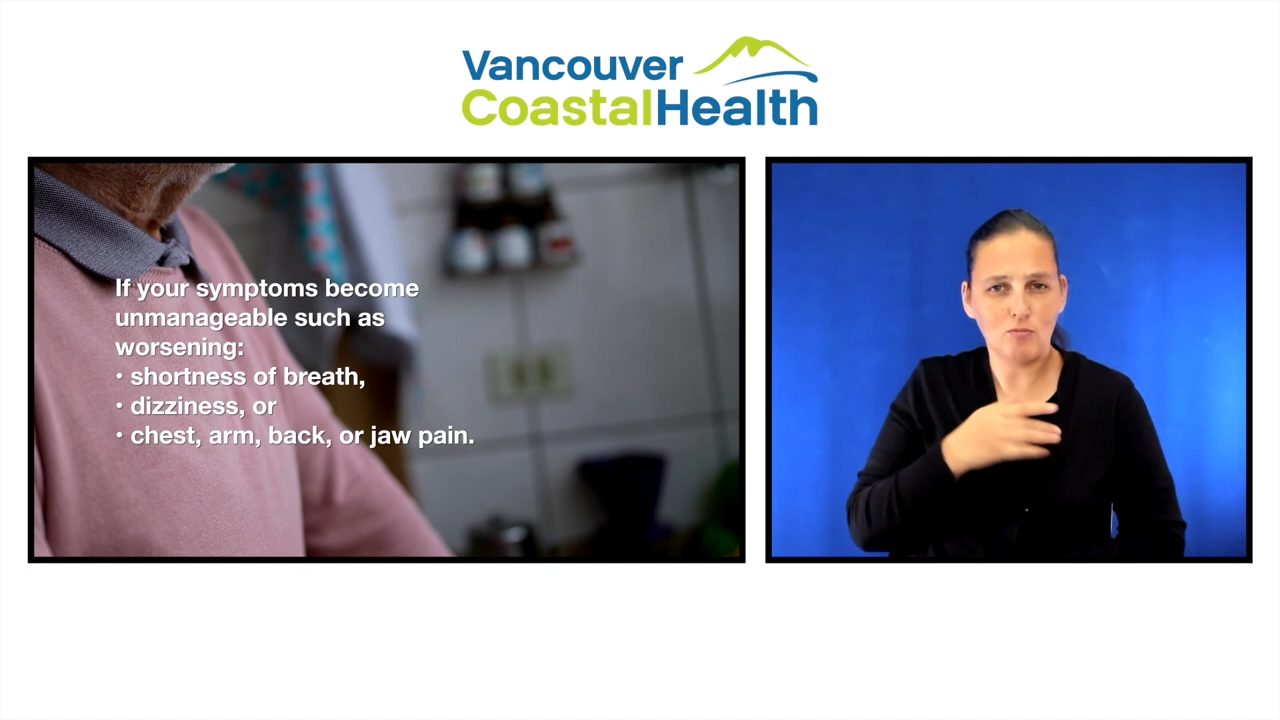 Vancouver
CoastalHealth
If your symptoms become
unmanageable such as
worsening:
• shortness of breath,
• dizziness, or
• chest, arm, back, or jaw pain.